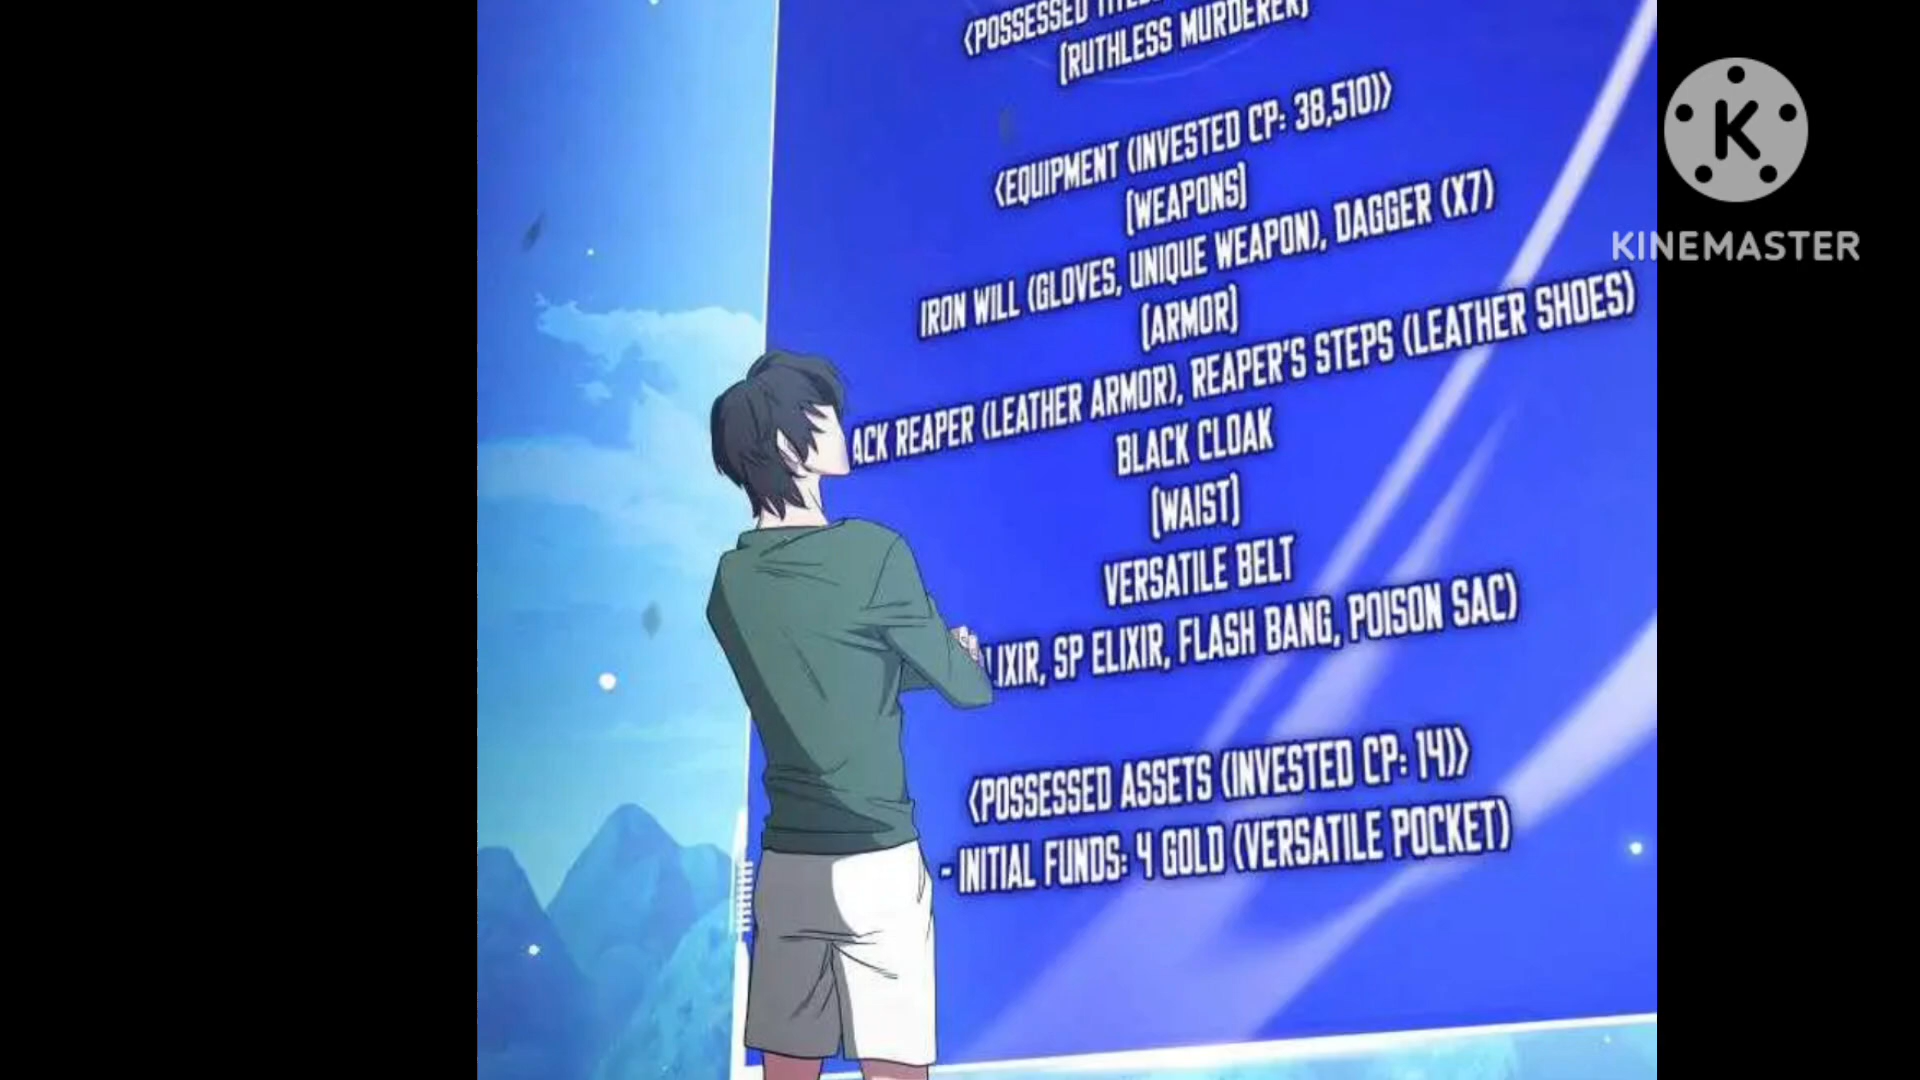 <POSSESSED
(RUTHLESS MURDERER)
<EQUIPMENT (INVESTED CP: 38,510)>
(WEAPONS)
IRON WILL (GLOVES, UNIQUE WEAPON), DAGGER (X7)
(ARMOR)
ACK REAPER (LEATHER ARMOR), REAPER'S STEPS (LEATHER SHOES)
BLACK CLOAK
(WAIST)
VERSATILE BELT
LIXIR, SP ELIXIR, FLASH BANG, POISON SAC)
<POSSESSED ASSETS (INVESTED CP: 14)>
- INITIAL FUNDS: 4 GOLD (VERSATILE POCKET)
K
KINEMASTER